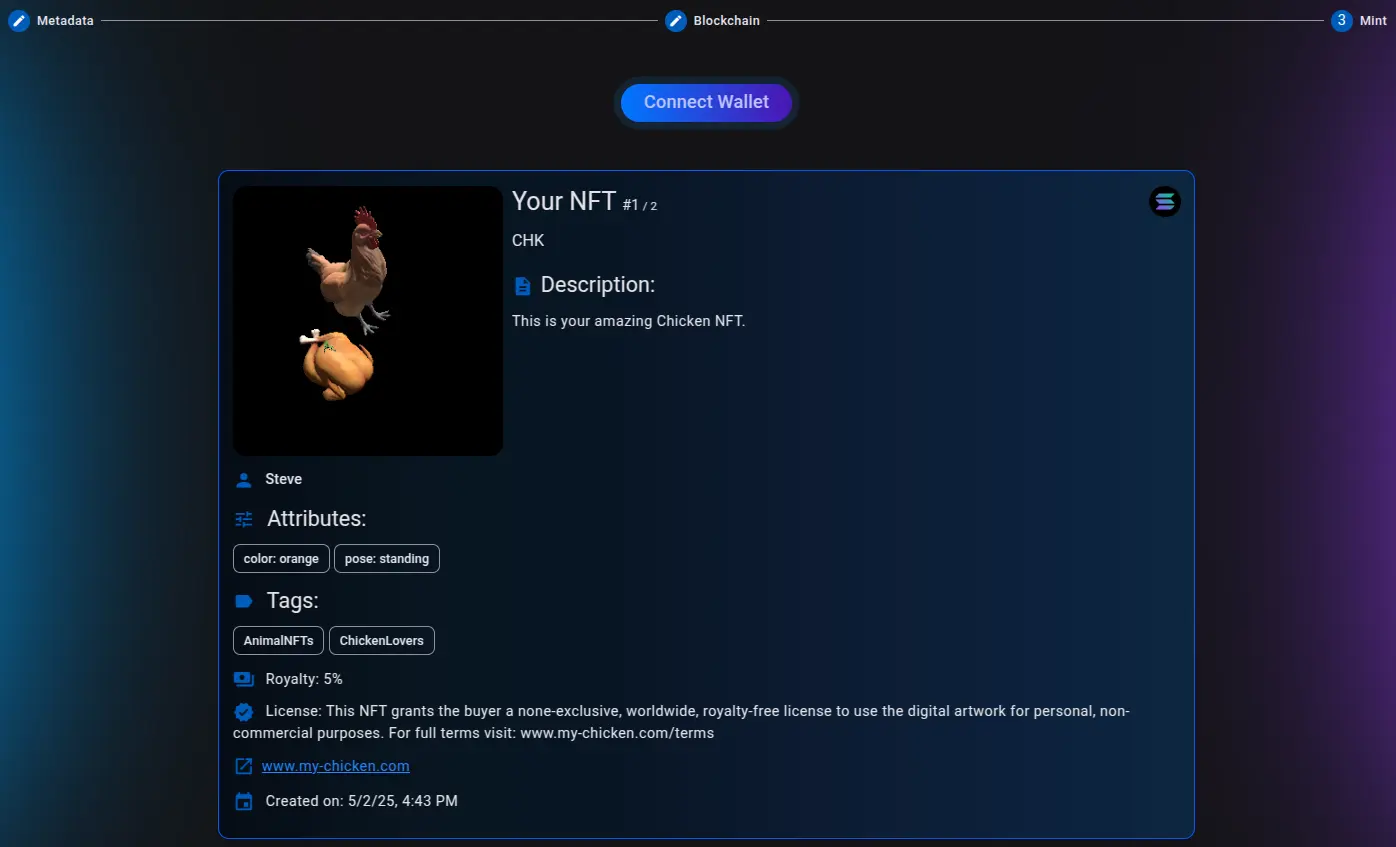 Metadata
Blockchain
3 Mint
Connect Wallet
Your NFT #1 / 2
CHK
Description:
This is your amazing Chicken NFT.
Steve
Attributes:
color: orange pose: standing
Tags:
AnimalNFTs ChickenLovers
Royalty: 5%
License: This NFT grants the buyer a none-exclusive, worldwide, royalty-free license to use the digital artwork for personal, non-
commercial purposes. For full terms visit: www.my-chicken.com/terms
www.my-chicken.com
Created on: 5/2/25, 4:43 PM